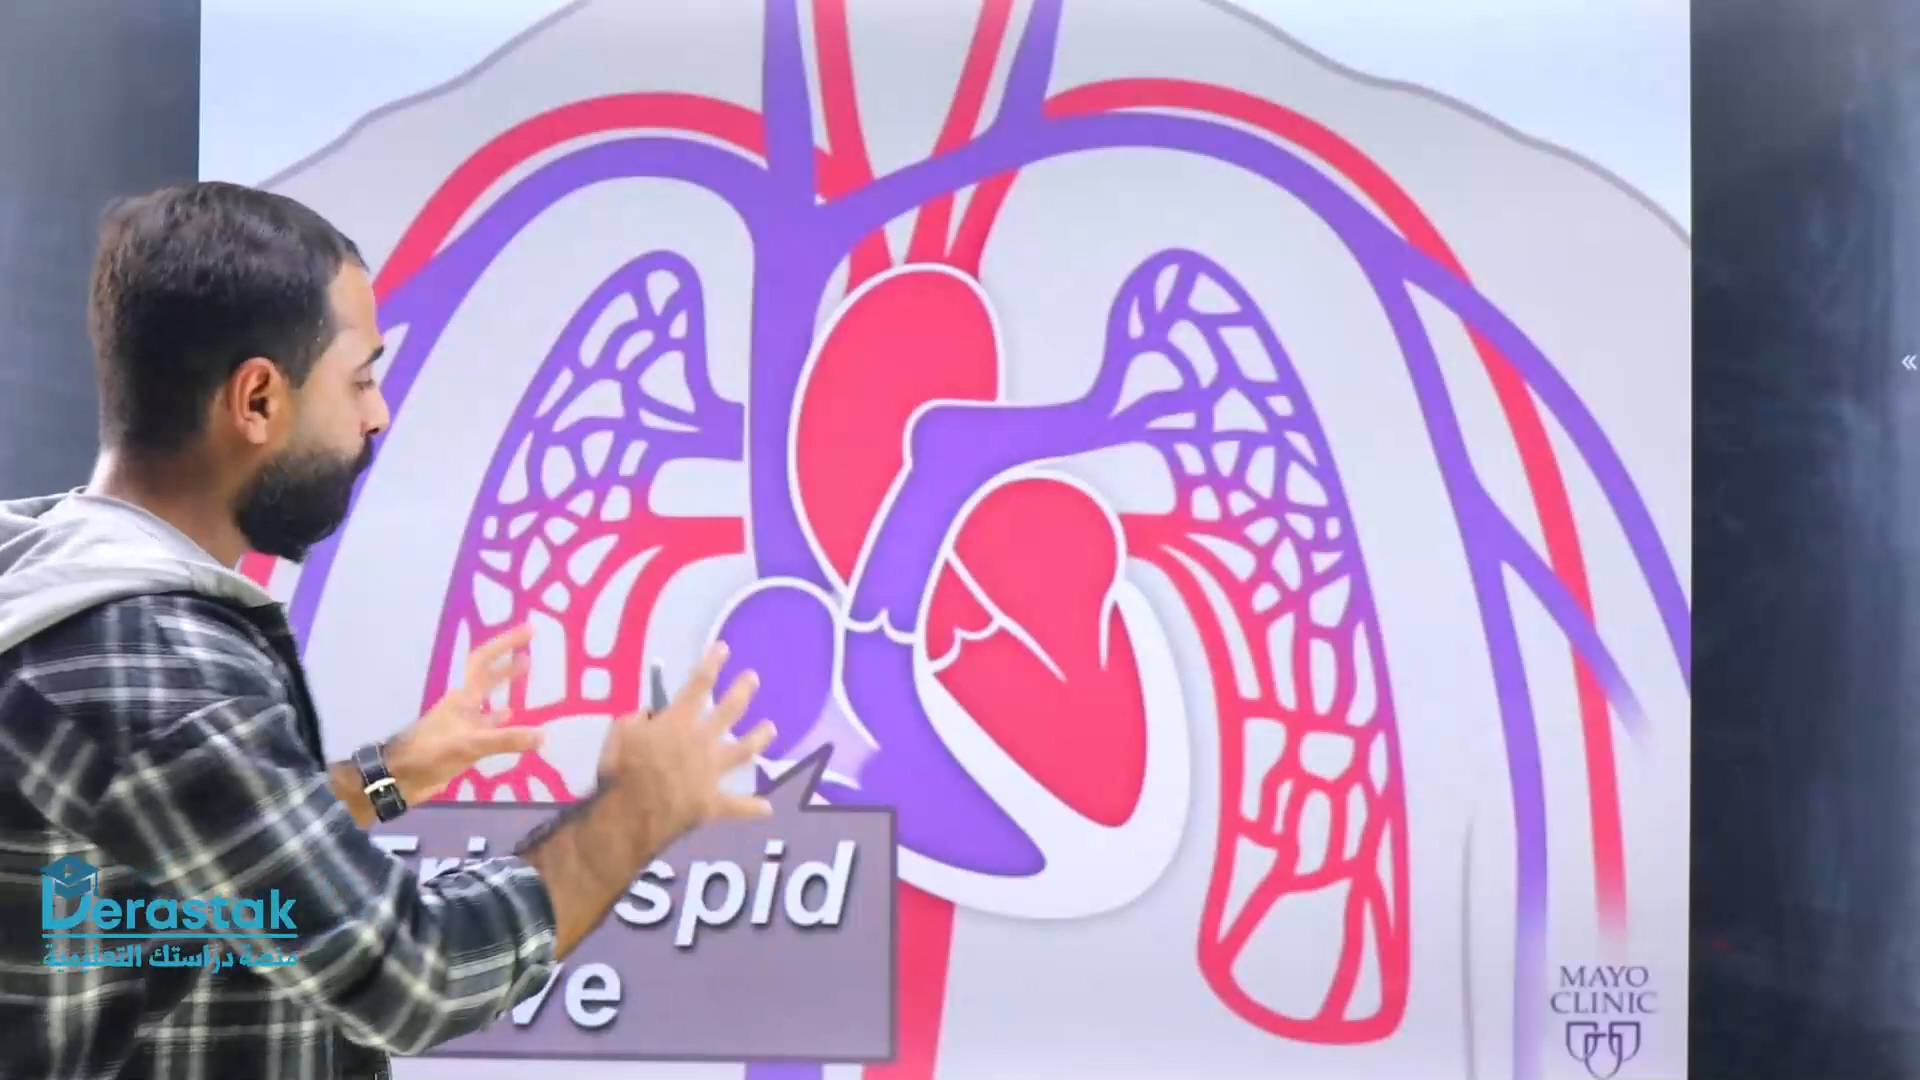 spid
ve
Derastak
منصة دراستك التعليمية
MAYO
CLINIC
«